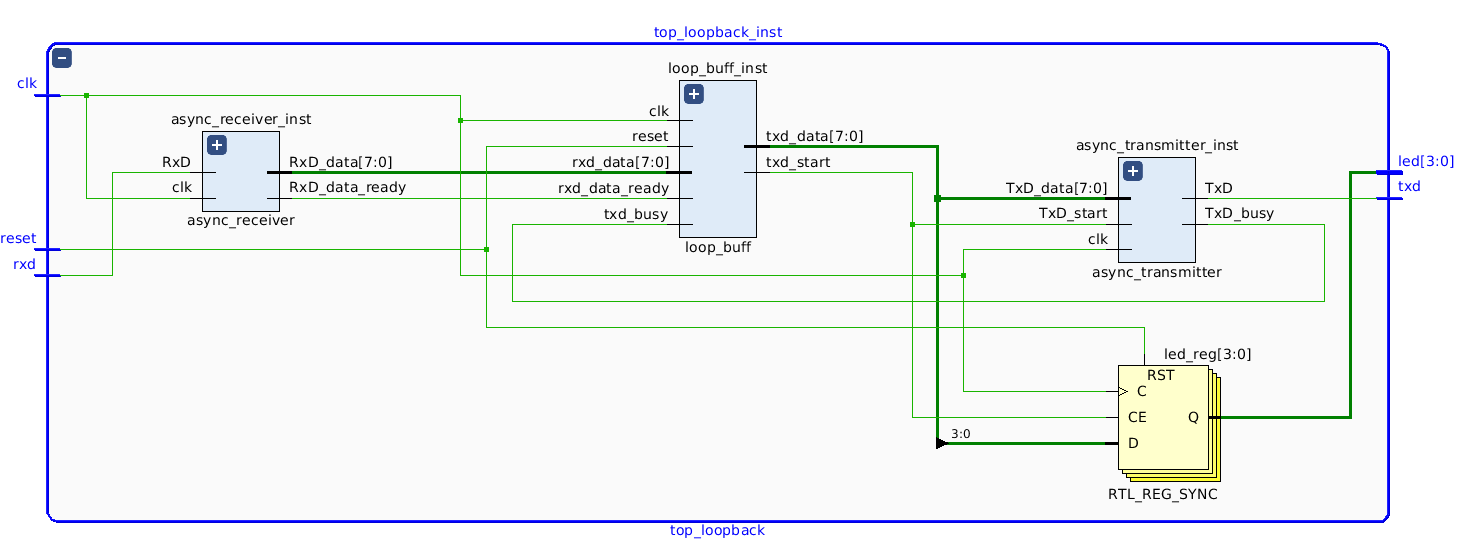 top_loopback_inst
clk
reset
rxd
async_receiver_inst
RxD
clk
RxD_data[7:0]
RxD_data_ready
async_receiver
loop_buff_inst
clk
reset
rxd_data[7:0]
rxd_data_ready
txd_busy
txd_data[7:0]
txd_start
loop_buff
async_transmitter_inst
TxD_data[7:0]
TxD_start
clk
TxD
TxD_busy
async_transmitter
led[3:0]
txd
led_reg[3:0]
RST
C
CE
D
Q
3:0
RTL_REG_SYNC
top_loopback